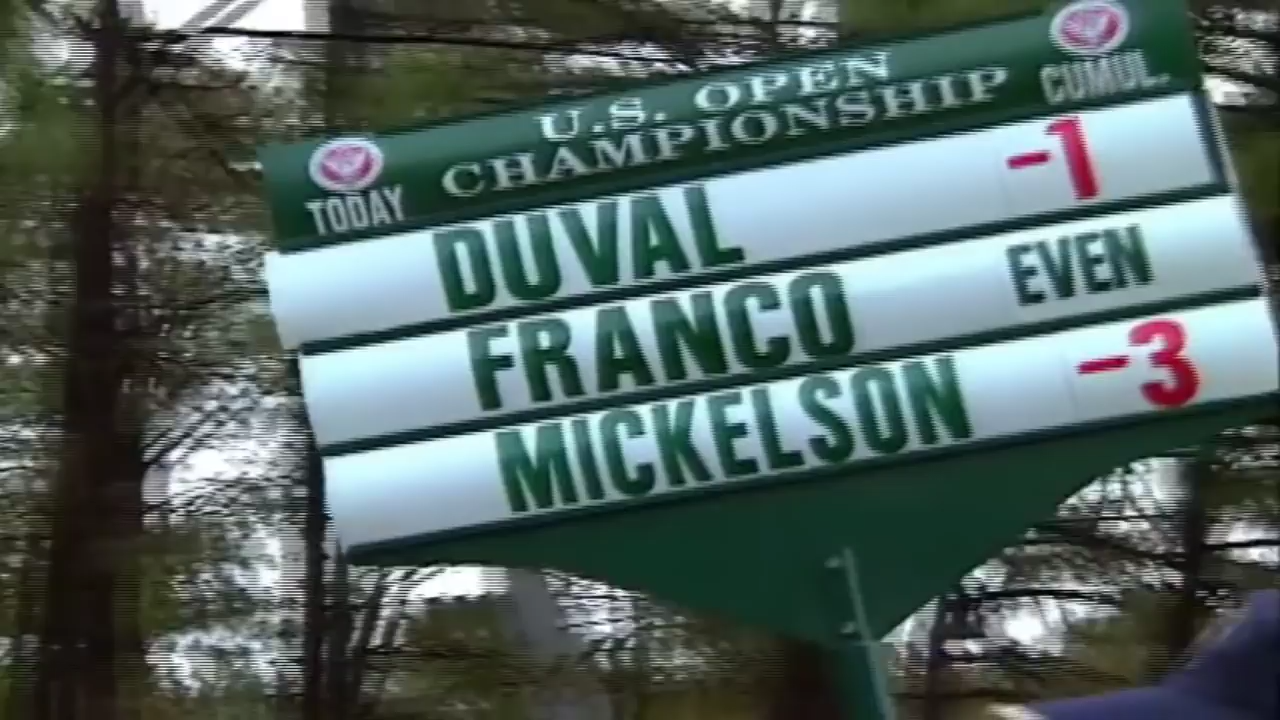 U.S. OPEN
CHAMPIONSHIP
TODAY
CUMUL.
DUVAL -1
FRANCO EVEN
MICKELSON -3